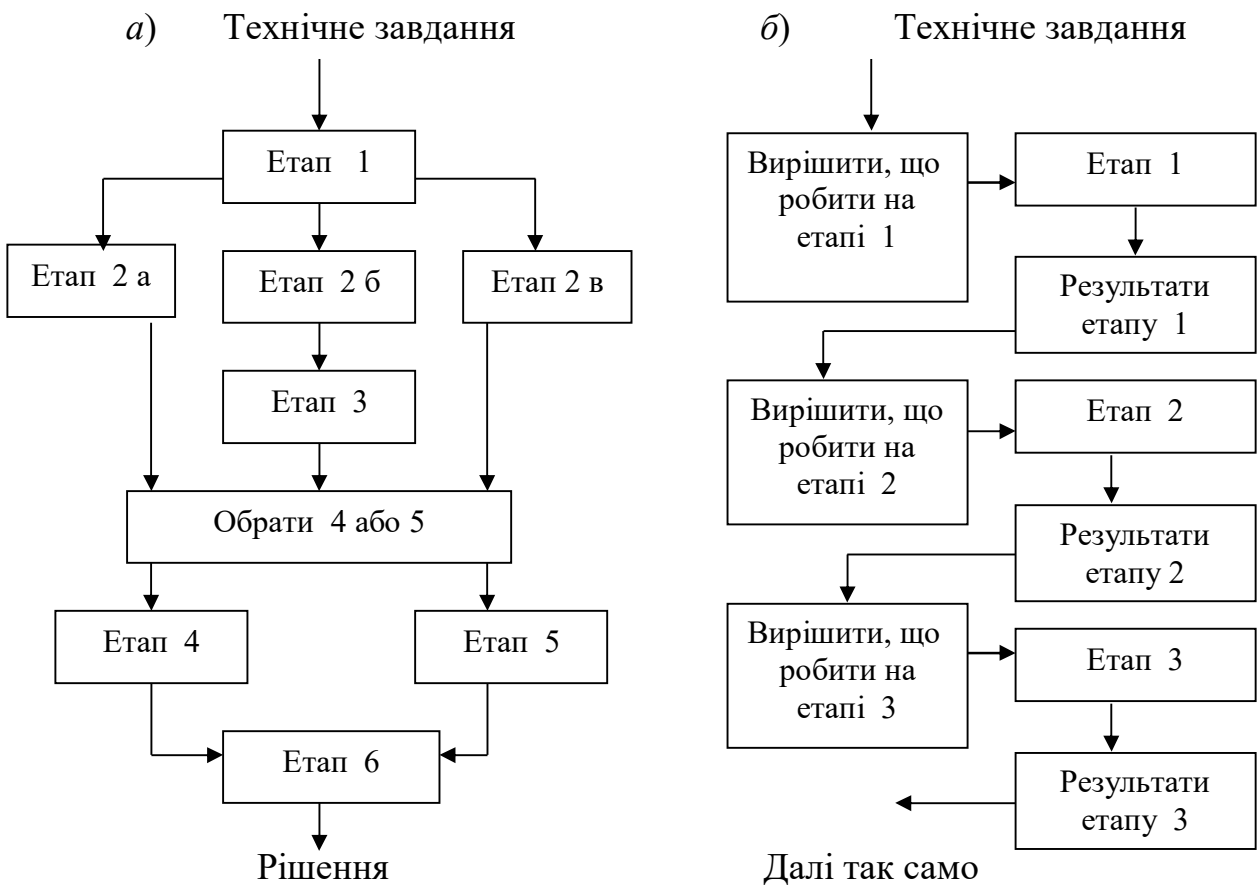 а) Технічне завдання
Етап 1
Етап 2 а
Етап 2 б
Етап 2 в
Етап 3
Обрати 4 або 5
Етап 4
Етап 5
Етап 6
Рішення
б) Технічне завдання
Вирішити, що
робити на
етапі 1
Етап 1
Результати
етапу 1
Вирішити, що
робити на
етапі 2
Етап 2
Результати
етапу 2
Вирішити, що
робити на
етапі 3
Етап 3
Результати
етапу 3
Далі так само